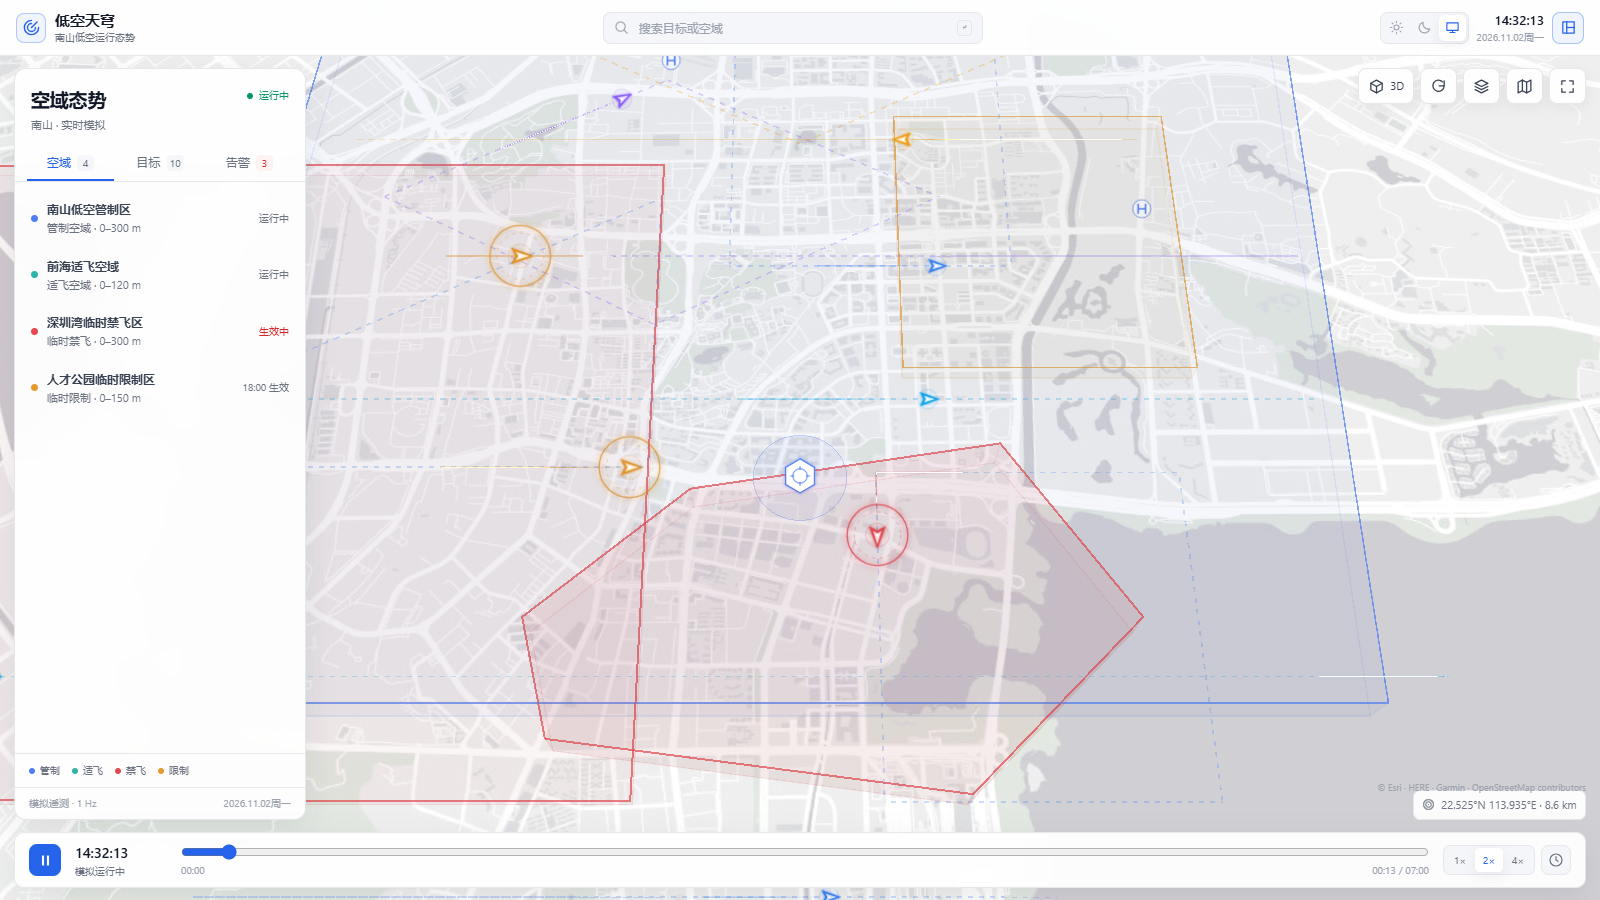 低空天穹
南山低空运行态势
搜索目标或空域
14:32:13
2026.11.02周一
3D
空域态势
运行中
南山 · 实时模拟
空域 4
目标 10
告警 3
南山低空管制区
管制空域 · 0–300 m
运行中
前海适飞空域
适飞空域 · 0–120 m
运行中
深圳湾临时禁飞区
临时禁飞 · 0–300 m
生效中
人才公园临时限制区
临时限制 · 0–150 m
18:00 生效
管制
适飞
禁飞
限制
模拟遥测 · 1 Hz
2026.11.02周一
H
H
© Esri · HERE · Garmin · OpenStreetMap contributors
22.525°N 113.935°E · 8.6 km
14:32:13
模拟运行中
00:00
00:13 / 07:00
1×
2×
4×